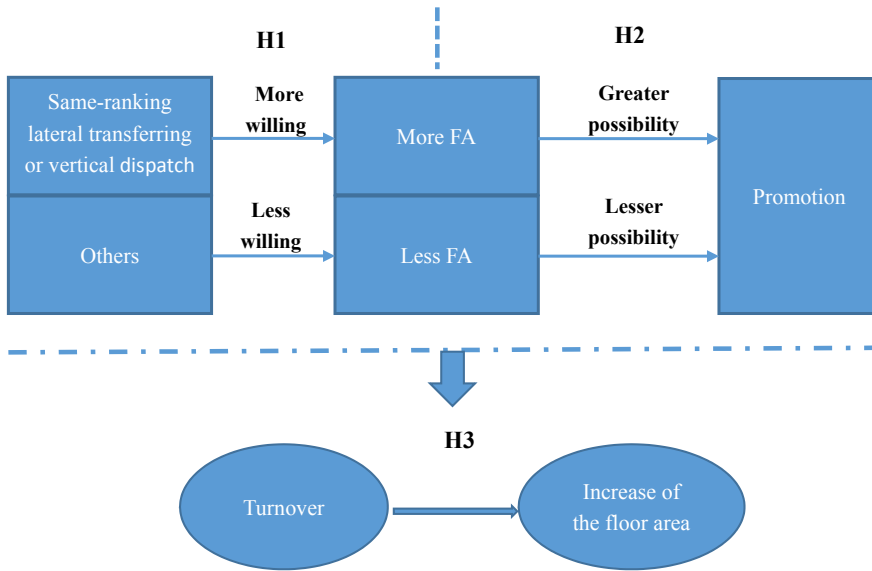 H1
H2
Same-ranking
lateral transferring
or vertical dispatch
More
willing
More FA
Greater
possibility
Promotion
Others
Less
willing
Less FA
Lesser
possibility
H3
Turnover
Increase of
the floor area